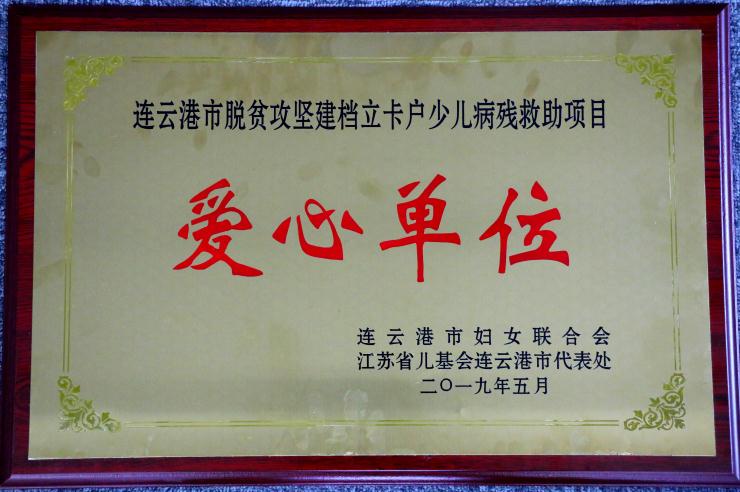 连云港市脱贫攻坚建档立卡户少儿病残救助项目
爱心单位
连云港市妇女联合会
江苏省儿基会连云港市代表处
二〇一九年五月